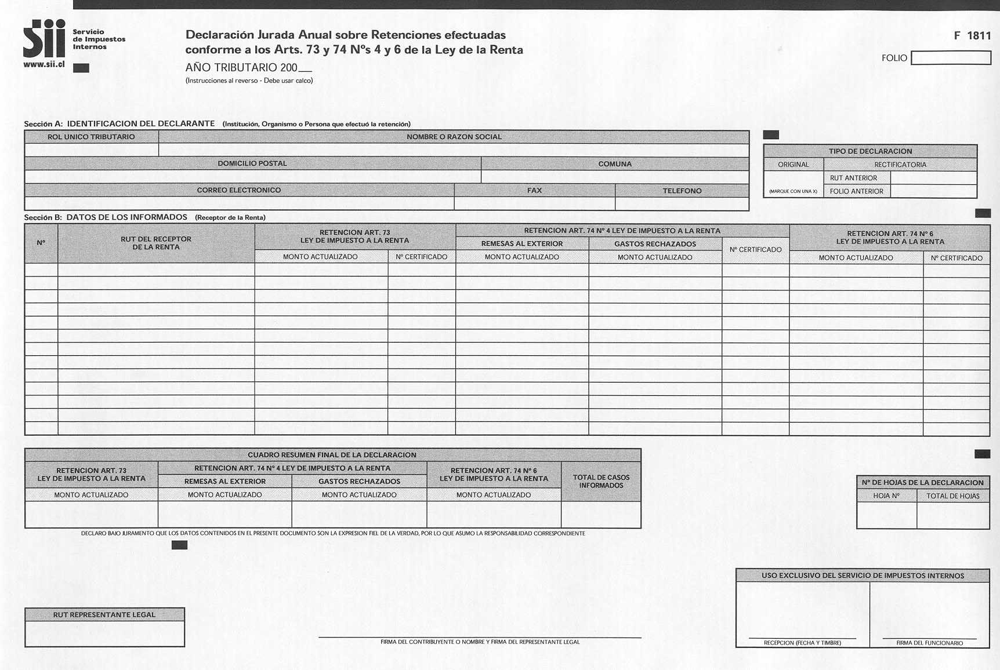 Sii
Servicio
de Impuestos
Internos
www.sii.cl
Declaración Jurada Anual sobre Retenciones efectuadas
conforme a los Arts. 73 y 74 Nºs 4 y 6 de la Ley de la Renta
AÑO TRIBUTARIO 200__
(Instrucciones al reverso - Debe usar calco)
F 1811
FOLIO
Sección A: IDENTIFICACION DEL DECLARANTE (Institución, Organismo o Persona que efectuó la retención)
ROL UNICO TRIBUTARIO
NOMBRE O RAZON SOCIAL
DOMICILIO POSTAL
COMUNA
CORREO ELECTRONICO
FAX
TELEFONO
TIPO DE DECLARACION
ORIGINAL
RECTIFICATORIA
RUT ANTERIOR
(MARQUE CON UNA X)
FOLIO ANTERIOR
Sección B: DATOS DE LOS INFORMADOS (Receptor de la Renta)
Nº
RUT DEL RECEPTOR
DE LA RENTA
RETENCION ART. 73
LEY DE IMPUESTO A LA RENTA
MONTO ACTUALIZADO
Nº CERTIFICADO
RETENCION ART. 74 Nº 4 LEY DE IMPUESTO A LA RENTA
REMESAS AL EXTERIOR
GASTOS RECHAZADOS
Nº CERTIFICADO
MONTO ACTUALIZADO
MONTO ACTUALIZADO
RETENCION ART. 74 Nº 6
LEY DE IMPUESTO A LA RENTA
MONTO ACTUALIZADO
Nº CERTIFICADO
CUADRO RESUMEN FINAL DE LA DECLARACION
RETENCION ART. 73
LEY DE IMPUESTO A LA RENTA
MONTO ACTUALIZADO
RETENCION ART. 74 Nº 4 LEY DE IMPUESTO A LA RENTA
REMESAS AL EXTERIOR
GASTOS RECHAZADOS
MONTO ACTUALIZADO
MONTO ACTUALIZADO
RETENCION ART. 74 Nº 6
LEY DE IMPUESTO A LA RENTA
MONTO ACTUALIZADO
TOTAL DE CASOS
INFORMADOS
Nº DE HOJAS DE LA DECLARACION
HOJA Nº
TOTAL DE HOJAS
DECLARO BAJO JURAMENTO QUE LOS DATOS CONTENIDOS EN EL PRESENTE DOCUMENTO SON LA EXPRESION FIEL DE LA VERDAD, POR LO QUE ASUMO LA RESPONSABILIDAD CORRESPONDIENTE
USO EXCLUSIVO DEL SERVICIO DE IMPUESTOS INTERNOS
RUT REPRESENTANTE LEGAL
FIRMA DEL CONTRIBUYENTE O NOMBRE Y FIRMA DEL REPRESENTANTE LEGAL
RECEPCION (FECHA Y TIMBRE)
FIRMA DEL FUNCIONARIO